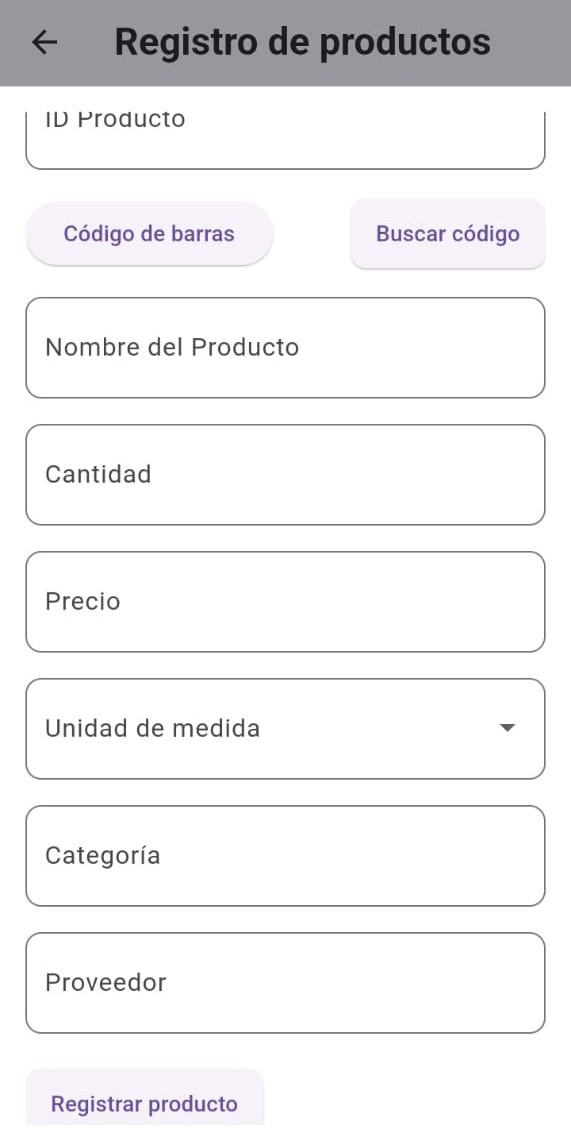 Registro de productos
ID Producto
Código de barras
Buscar código
Nombre del Producto
Cantidad
Precio
Unidad de medida
Categoría
Proveedor
Registrar producto